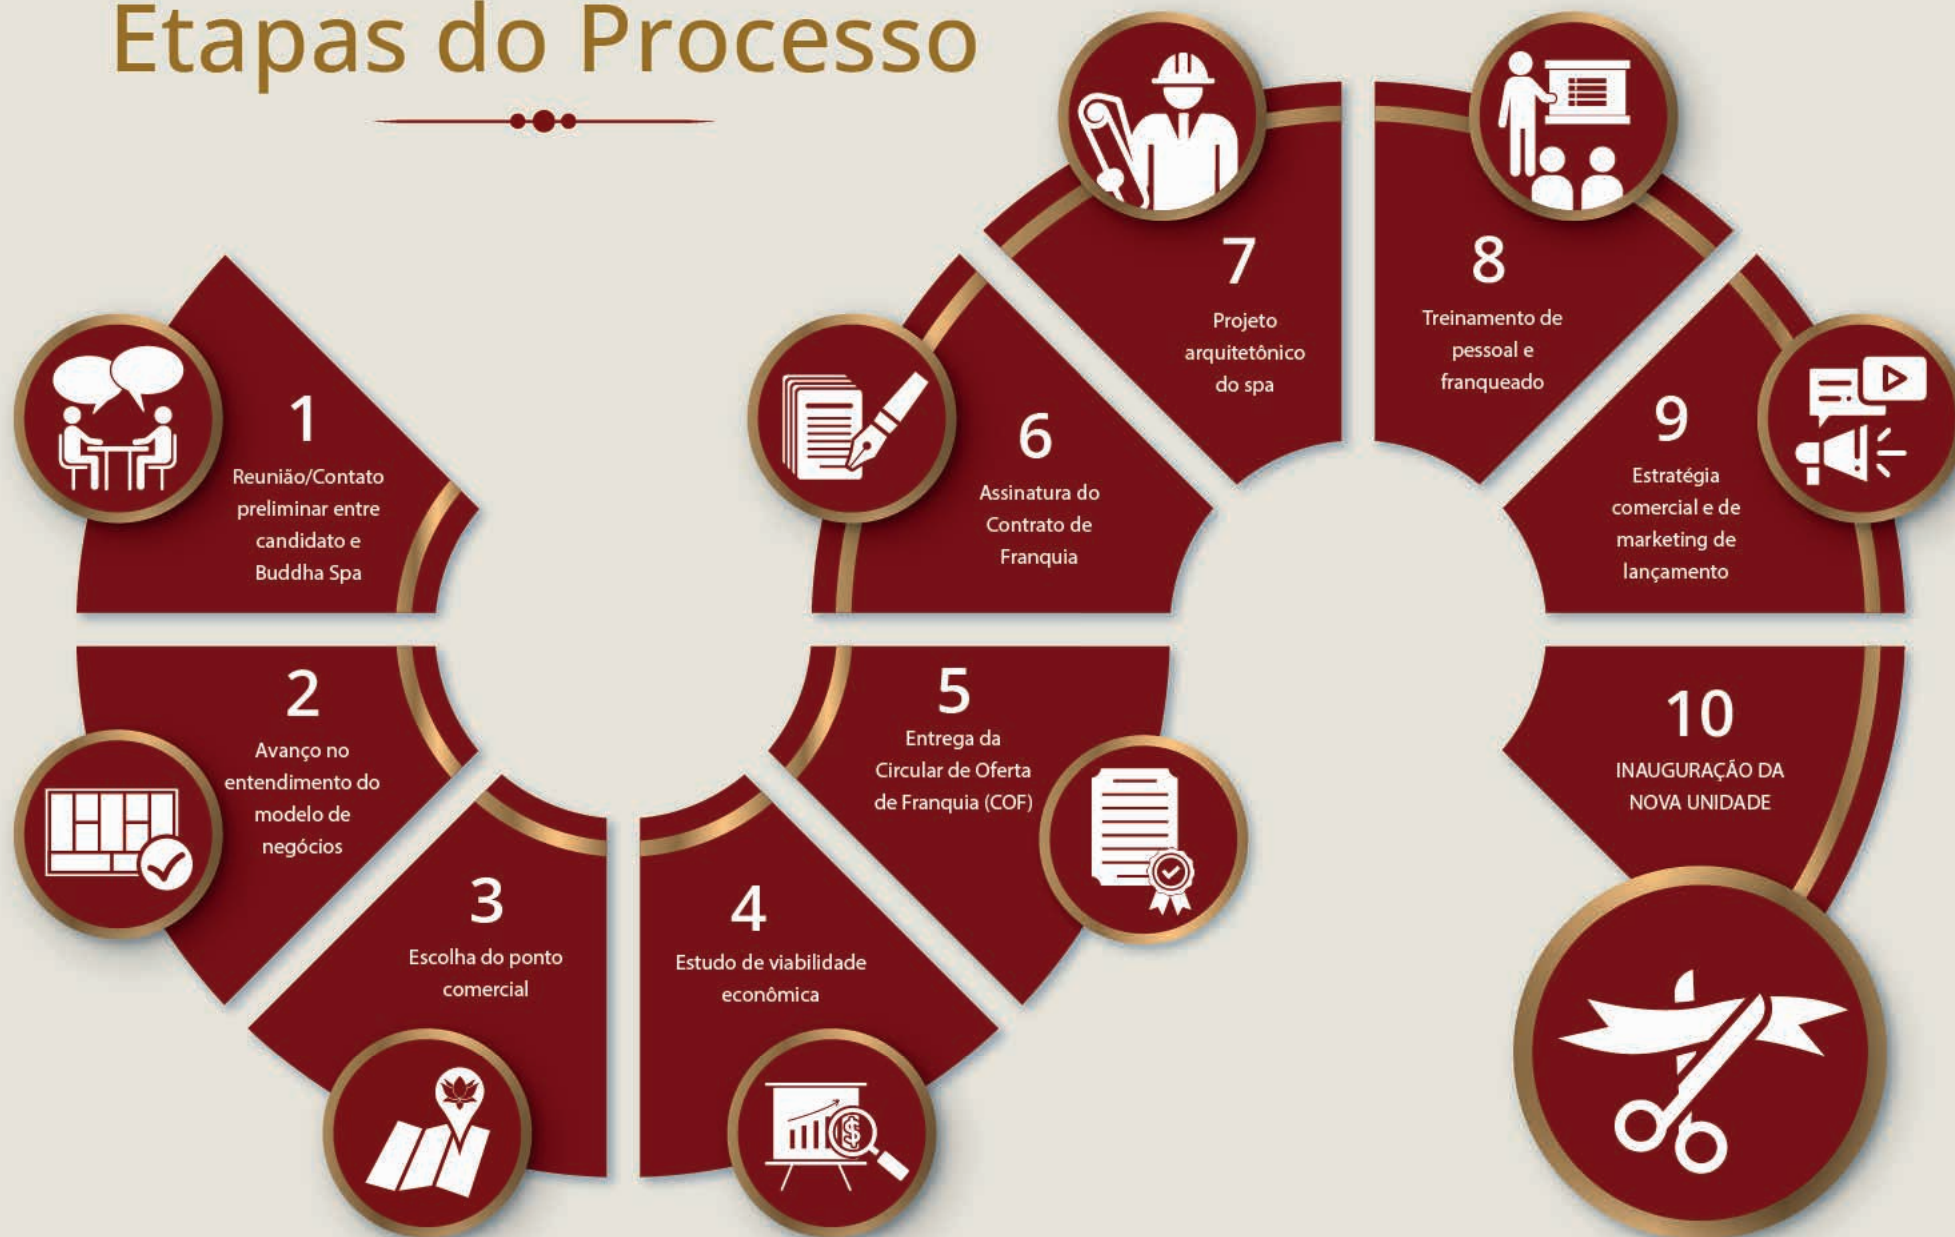 Etapas do Processo
1
Reunião/Contato
preliminar entre
candidato e
Buddha Spa
2
Avanço no
entendimento do
modelo de
negócios
3
Escolha do ponto
comercial
4
Estudo de viabilidade
econômica
5
Entrega da
Circular de Oferta
de Franquia (COF)
6
Assinatura do
Contrato de
Franquia
7
Projeto
arquitetônico
do spa
8
Treinamento de
pessoal e
franqueado
9
Estratégia
comercial e de
marketing de
lançamento
10
INAUGURAÇÃO DA
NOVA UNIDADE
$